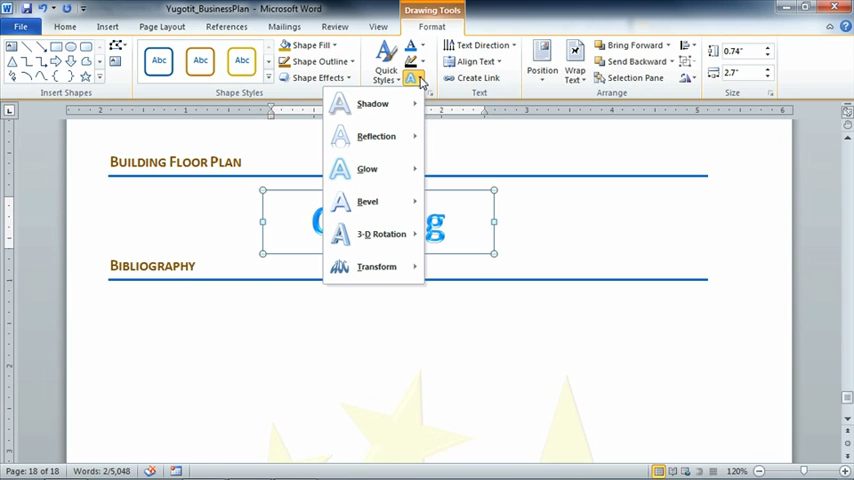 Yugotit_BusinessPlan - Microsoft Word
Drawing Tools
File Home Page Layout References Mailings Review View Format
Abc Abc Abc
Shape Fill
Shape Outline
Shape Effects
Quick
Styles
Text Direction
Align Text
Create Link
Position
Wrap
Text
Bring Forward
Send Backward
Selection Pane
0.74"
2.7"
Insert Shapes Shape Styles Text Arrange Size
Shadow
Reflection
Glow
Bevel
3-D Rotation
Transform
BUILDING FLOOR PLAN
BIBLIOGRAPHY
Page: 18 of 18 Words: 2/5,048 120%